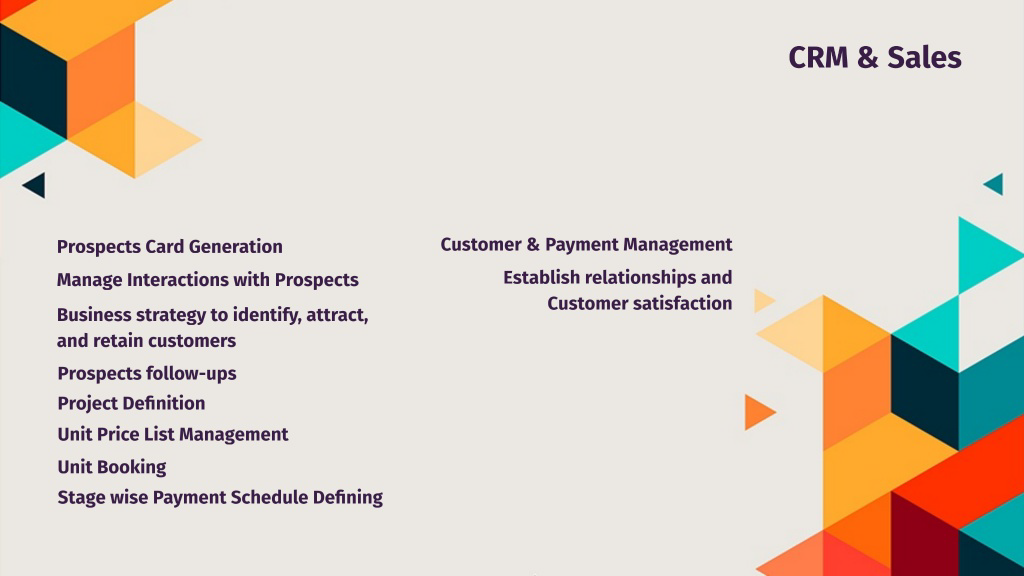 CRM & Sales
Prospects Card Generation
Manage Interactions with Prospects
Business strategy to identify, attract,
and retain customers
Prospects follow-ups
Project Definition
Unit Price List Management
Unit Booking
Stage wise Payment Schedule Defining
Customer & Payment Management
Establish relationships and
Customer satisfaction